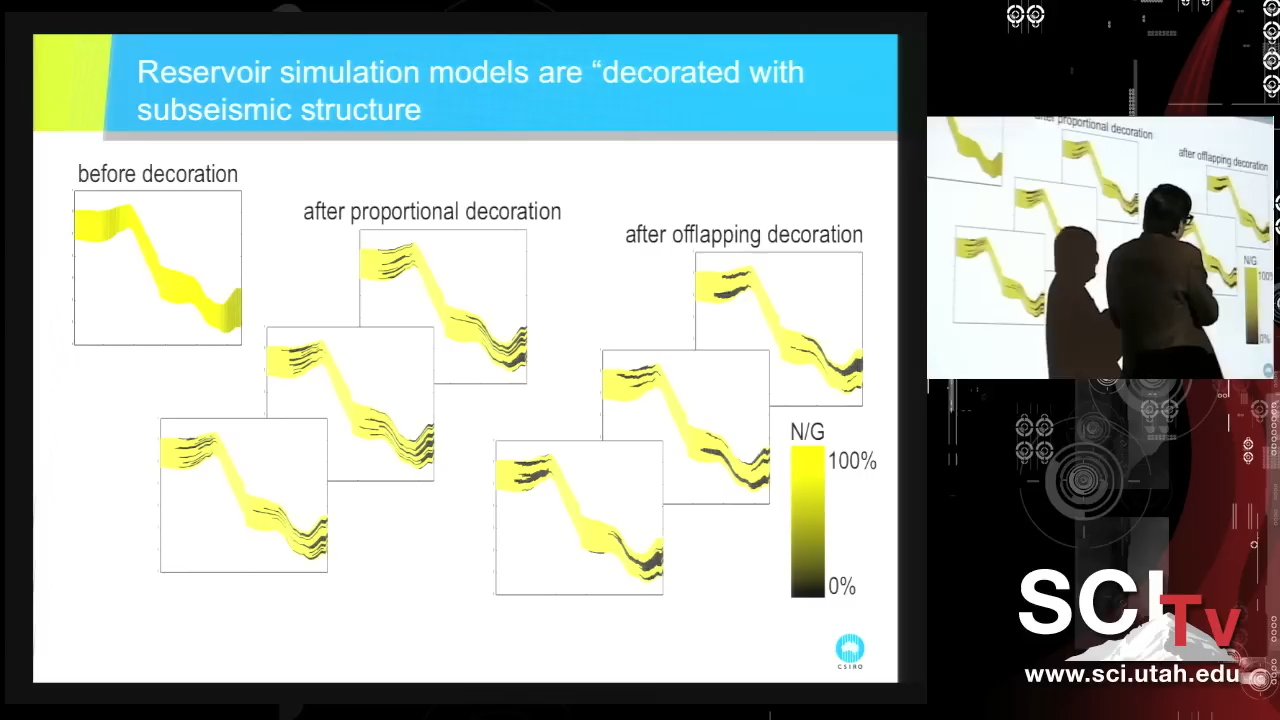 Reservoir simulation models are “decorated with
subseismic structure
before decoration
after proportional decoration
after offlapping decoration
N/G
100%
0%
CSIRO
after proportional decoration
after offlapping decoration
N/G
100%
0%
SCI
Tv
www.sci.utah.edu